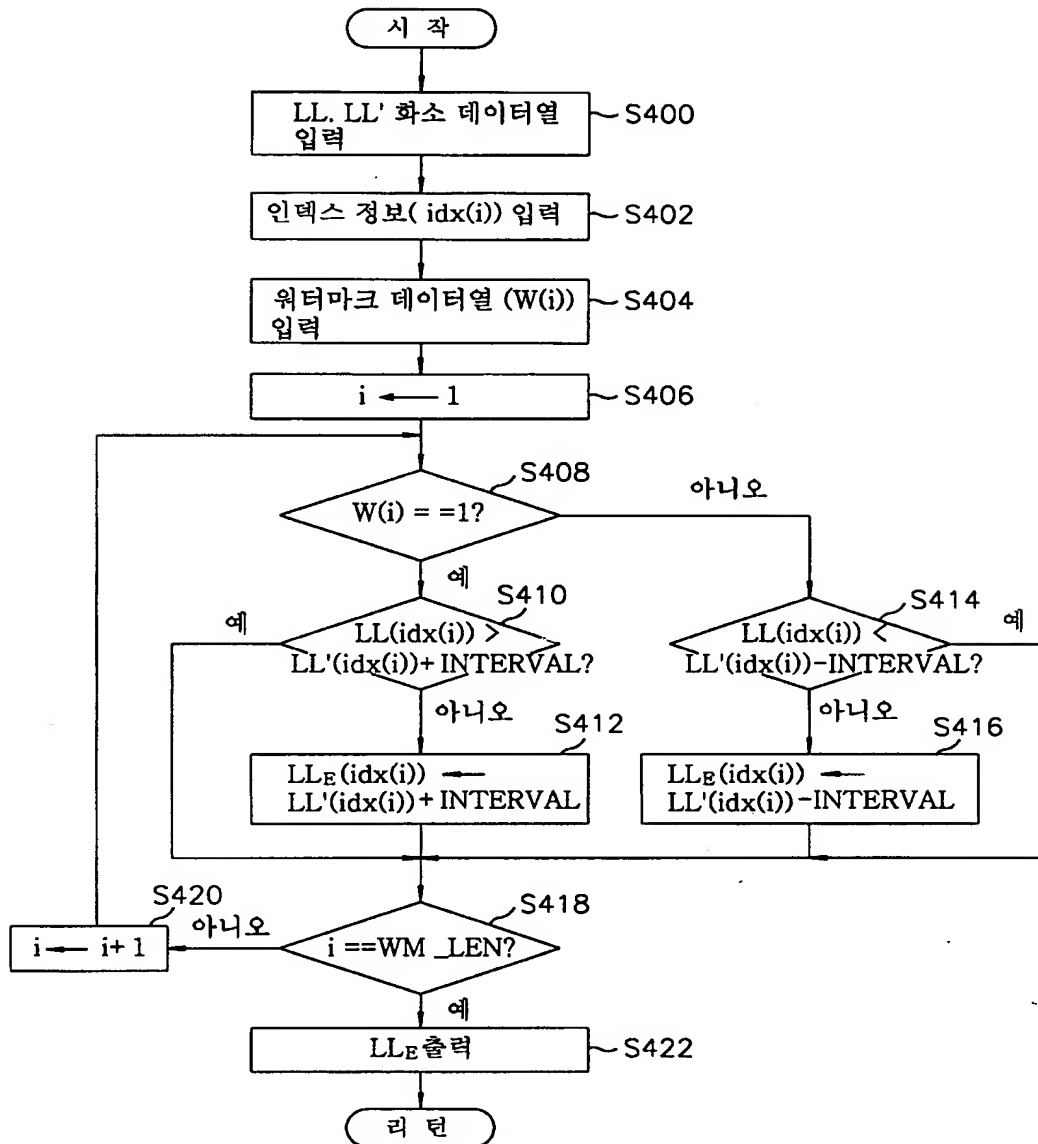 시 작
LL. LL' 화소 데이터열
입력
S400
인덱스 정보( idx(i)) 입력
S402
워터마크 데이터열 (W(i))
입력
S404
i ← 1
S406
S408
W(i) = =1?
아니오
예
S410
예
LL(idx(i)) >
LL'(idx(i))+INTERVAL?
S414
예
LL(idx(i)) <
LL'(idx(i))-INTERVAL?
아니오
S412
LLE(idx(i)) ←
LL'(idx(i))+INTERVAL
아니오
S416
LLE(idx(i)) ←
LL'(idx(i))-INTERVAL
S420
아니오
i ← i+1
S418
i ==WM _LEN?
예
LLE출력
S422
리 턴